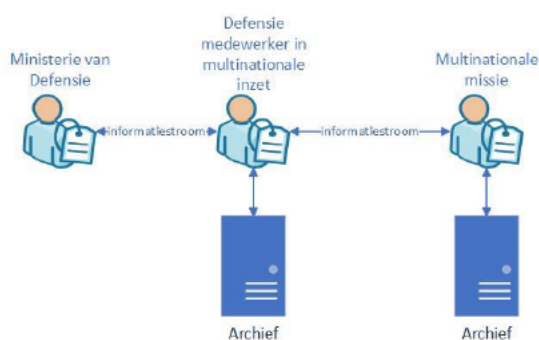 Ministerie van
Defensie
Defensie
medewerker in
multinationale
inzet
Multinationale
missie
informatiestroom
informatiestroom
Archief
Archief